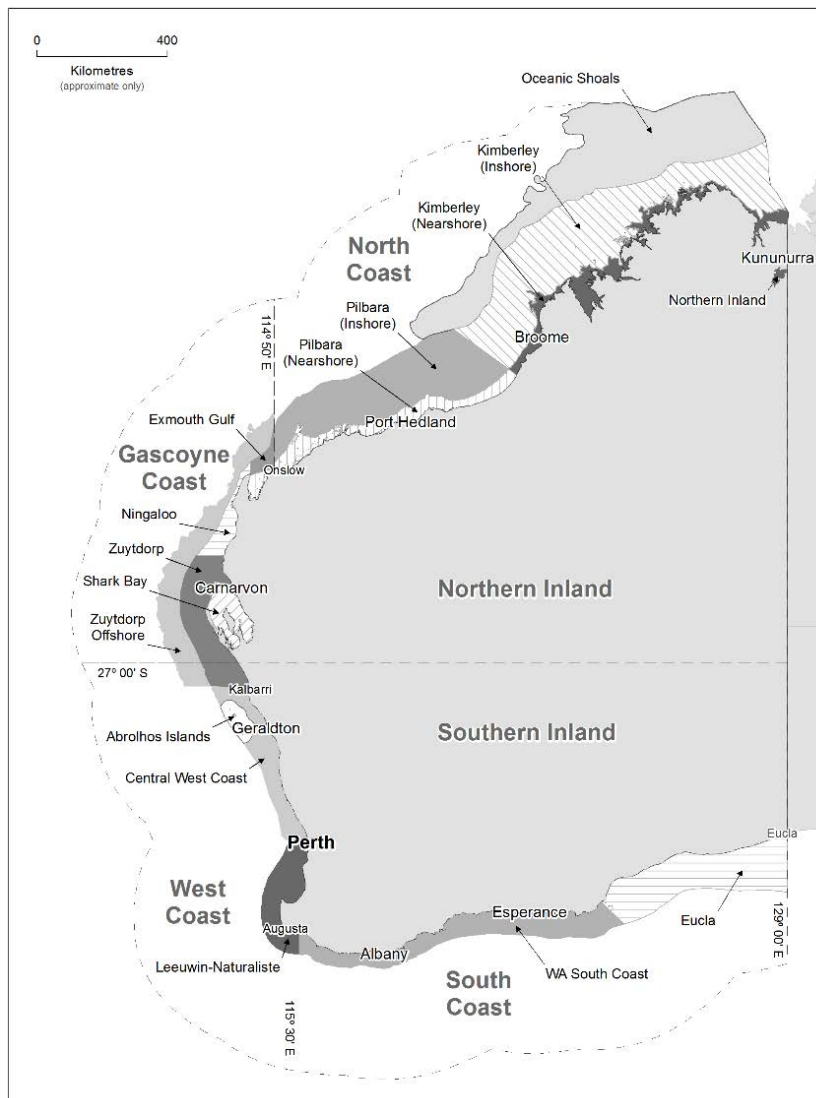 0 400
Kilometres
(approximate only)
Oceanic Shoals
Kimberley
(Inshore)
Kimberley
(Nearshore)
North
Coast
Kununurra
Northern Inland
Pilbara
(Inshore)
114° 50' E
Broome
Pilbara
(Nearshore)
Exmouth Gulf
Port Hedland
Gascoyne
Coast
Onslow
Ningaloo
Zuytdorp
Shark Bay
Carnarvon
Northern Inland
Zuytdorp
Offshore
27° 00' S
Kalbarri
Abrolhos Islands
Geraldton
Southern Inland
Central West Coast
Perth
Eucla
West
Coast
Esperance
Eucla
129° 00' E
Augusta
Albany
Leeuwin-Naturaliste
WA South Coast
South
Coast
115° 30' E